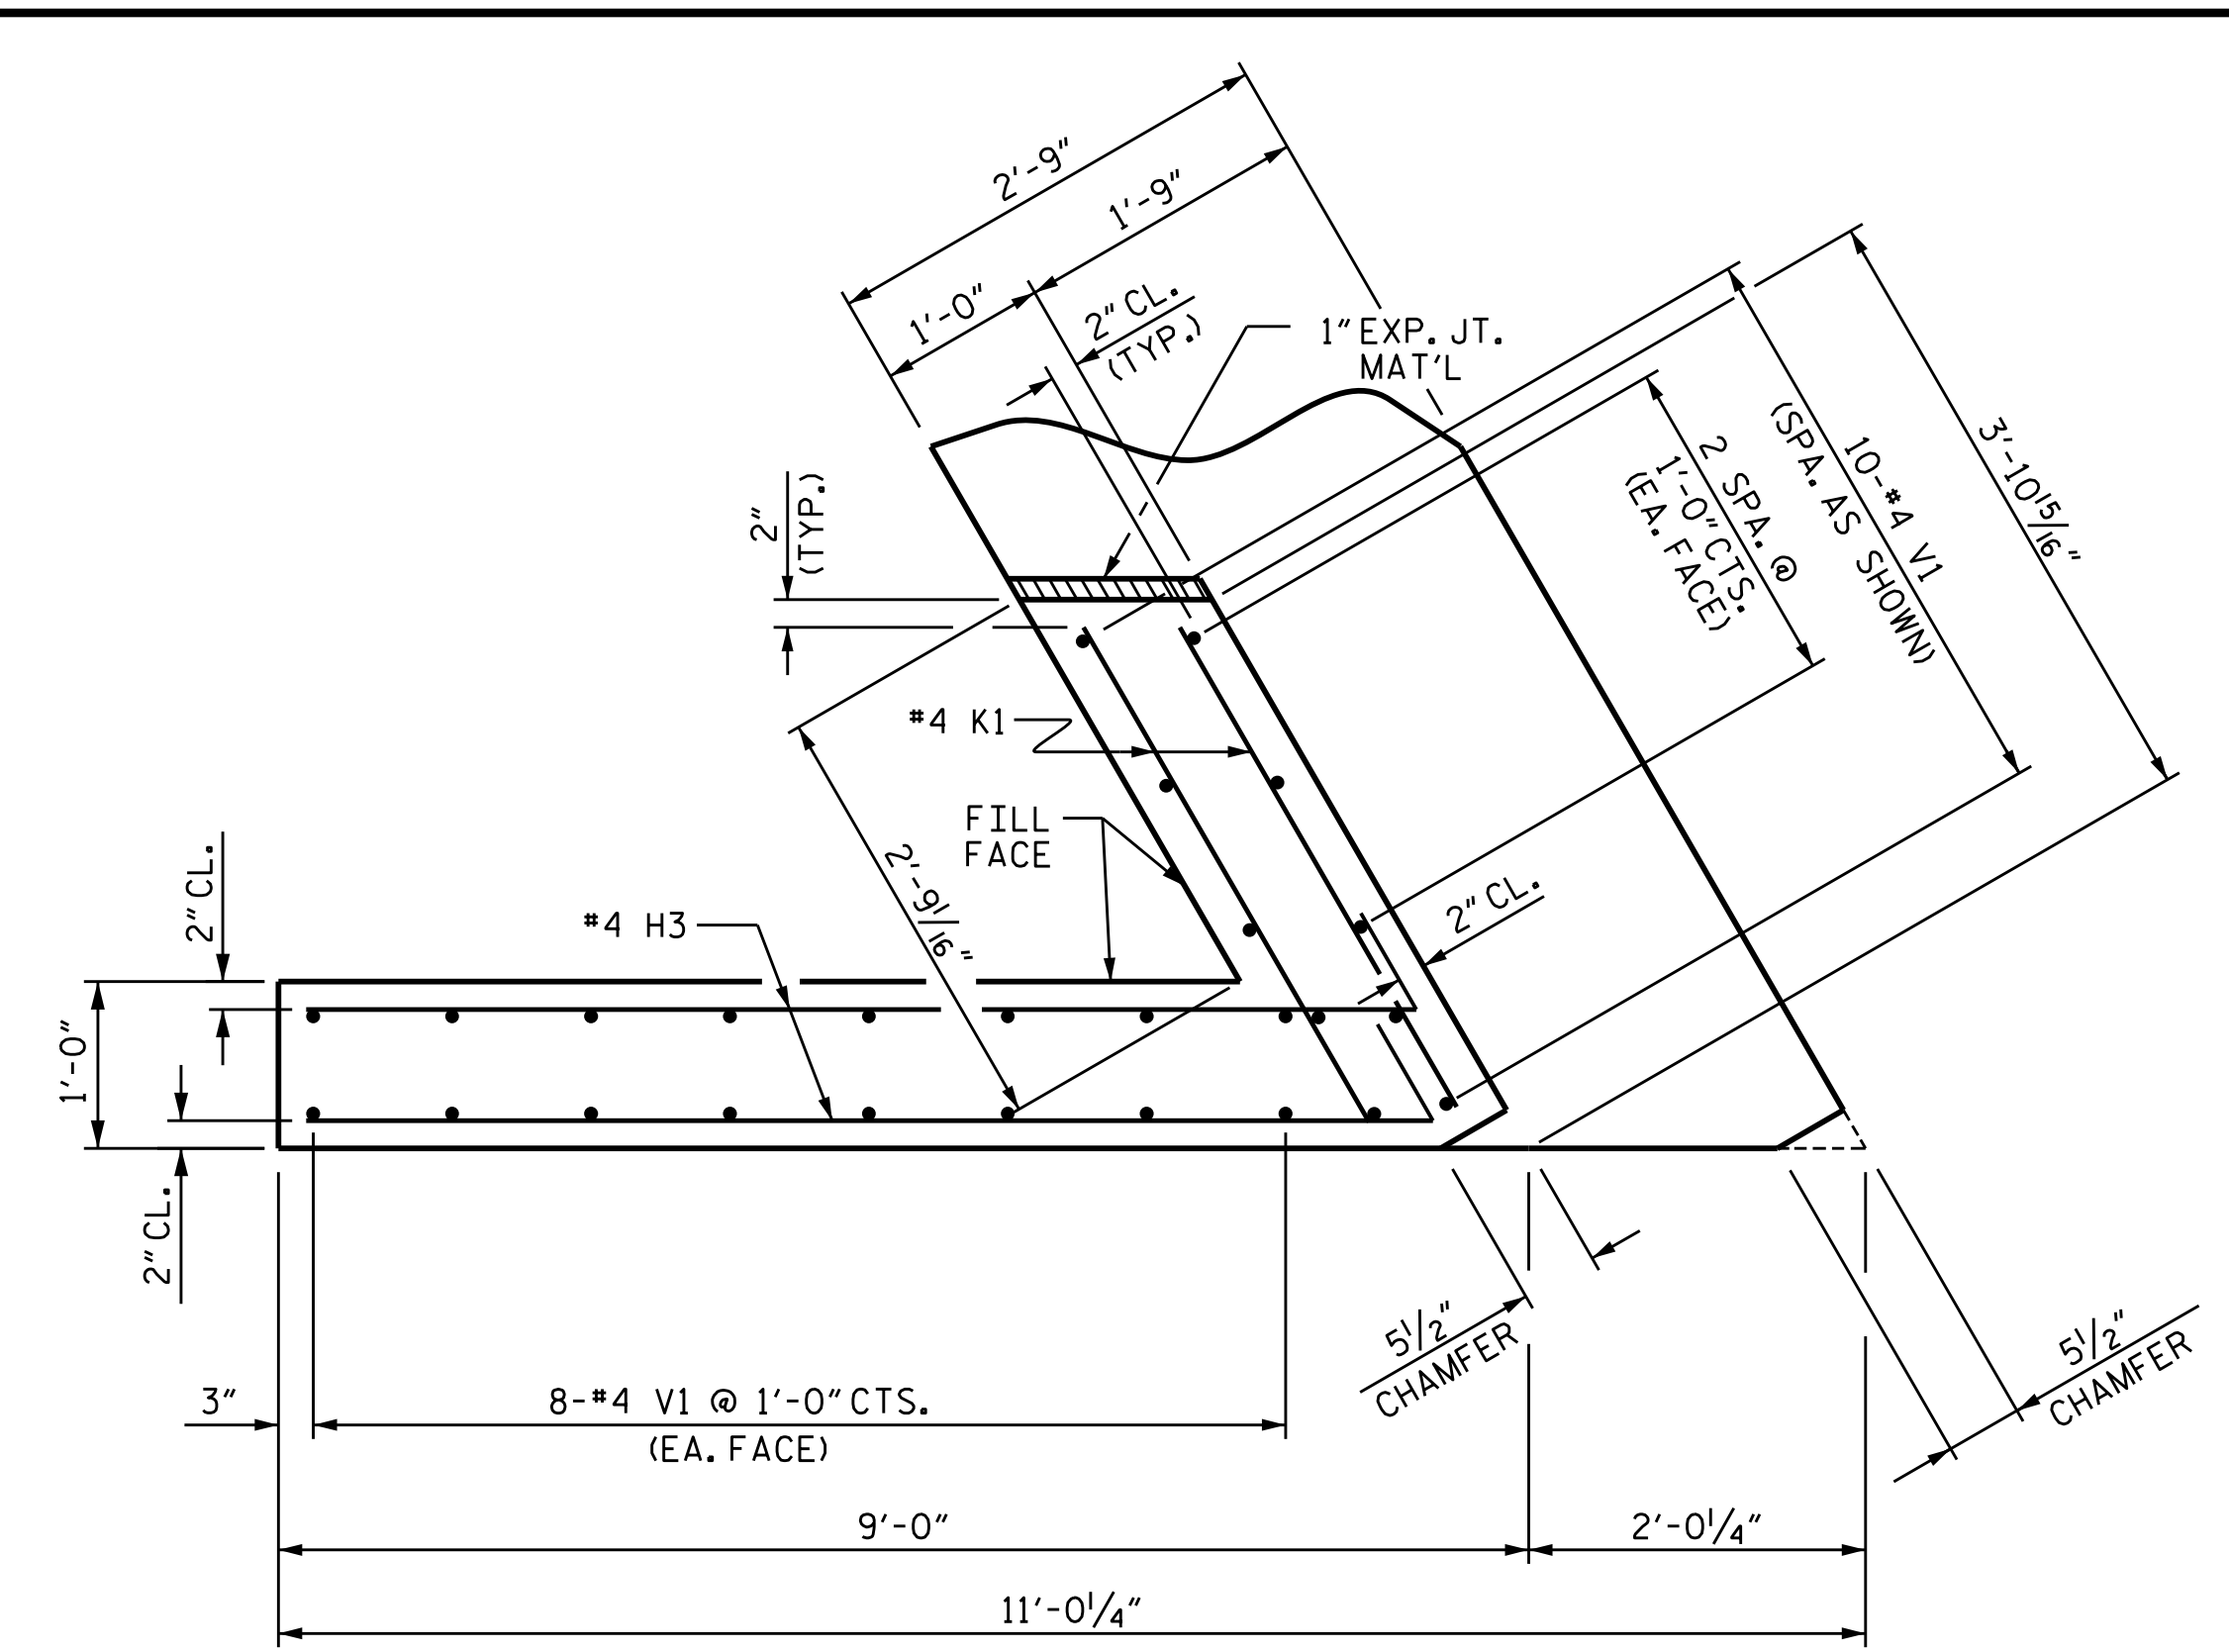 2'-9"
1'-9"
1'-0"
2" CL.
(TYP.)
1" EXP. JT.
MAT'L
2"
(TYP.)
2 SPA. @
1'-0" CTS.
(EA. FACE)
10-#4 V1
(SPA. AS SHOWN)
3'-10 15/16"
#4 K1
FILL
FACE
2'-9 1/16"
2" CL.
#4 H3
2" CL.
1'-0"
2" CL.
3"
8-#4 V1 @ 1'-0" CTS.
(EA. FACE)
5 1/2"
CHAMFER
5 1/2"
CHAMFER
9'-0"
2'-0 1/4"
11'-0 1/4"